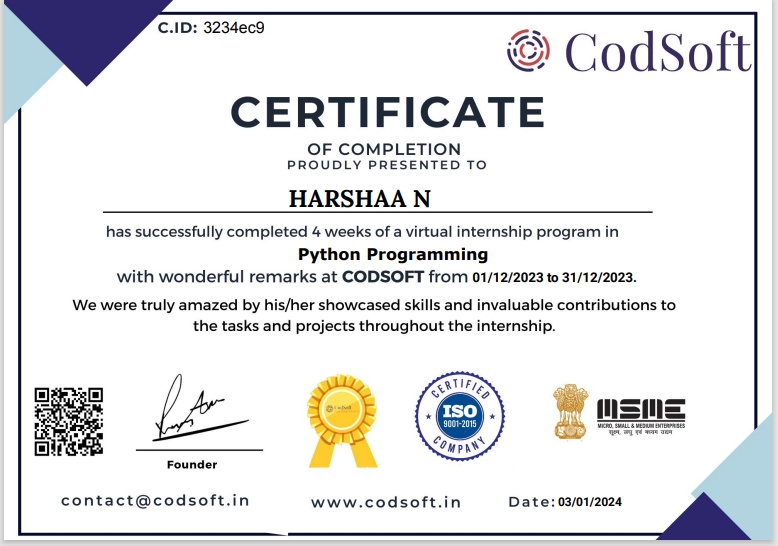 C.ID: 3234ec9
CodSoft
CERTIFICATE
OF COMPLETION
PROUDLY PRESENTED TO
HARSHAA N
has successfully completed 4 weeks of a virtual internship program in
Python Programming
with wonderful remarks at CODSOFT from 01/12/2023 to 31/12/2023.
We were truly amazed by his/her showcased skills and invaluable contributions to
the tasks and projects throughout the internship.
CodSoft
CERTIFIED
ISO
9001-2015
COMPANY
MSME
MICRO, SMALL & MEDIUM ENTERPRISES
सूक्ष्म, लघु एवं मध्यम उद्यम
Founder
contact@codsoft.in
www.codsoft.in
Date: 03/01/2024